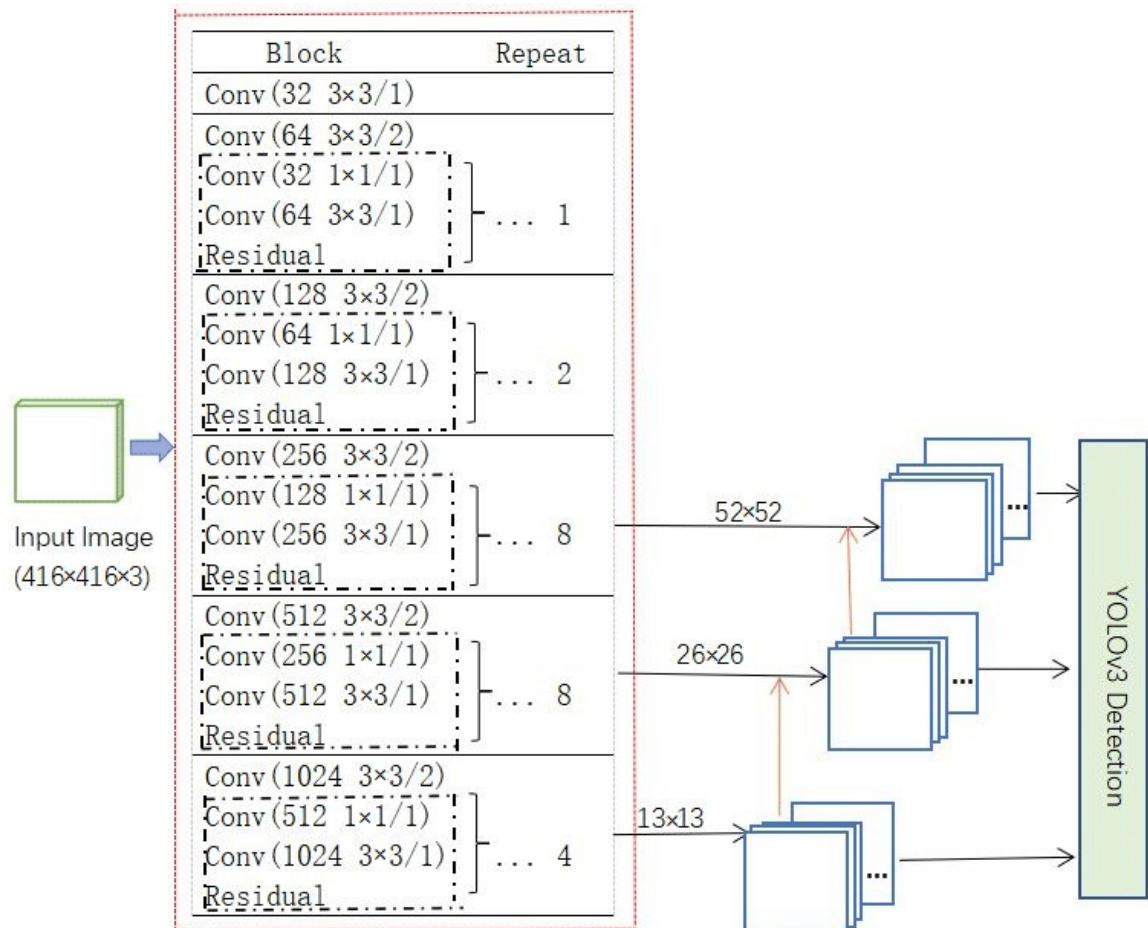 Block Repeat
Conv(32 3×3/1)
Conv(64 3×3/2)
Conv(32 1×1/1)
Conv(64 3×3/1)
... 1
Residual
Conv(128 3×3/2)
Conv(64 1×1/1)
Conv(128 3×3/1)
... 2
Residual
Conv(256 3×3/2)
Conv(128 1×1/1)
Conv(256 3×3/1)
... 8
Residual
Conv(512 3×3/2)
Conv(256 1×1/1)
Conv(512 3×3/1)
... 8
Residual
Conv(1024 3×3/2)
Conv(512 1×1/1)
Conv(1024 3×3/1)
... 4
Residual
Input Image
(416×416×3)
52×52
...
26×26
...
13×13
...
YOLOv3 Detection